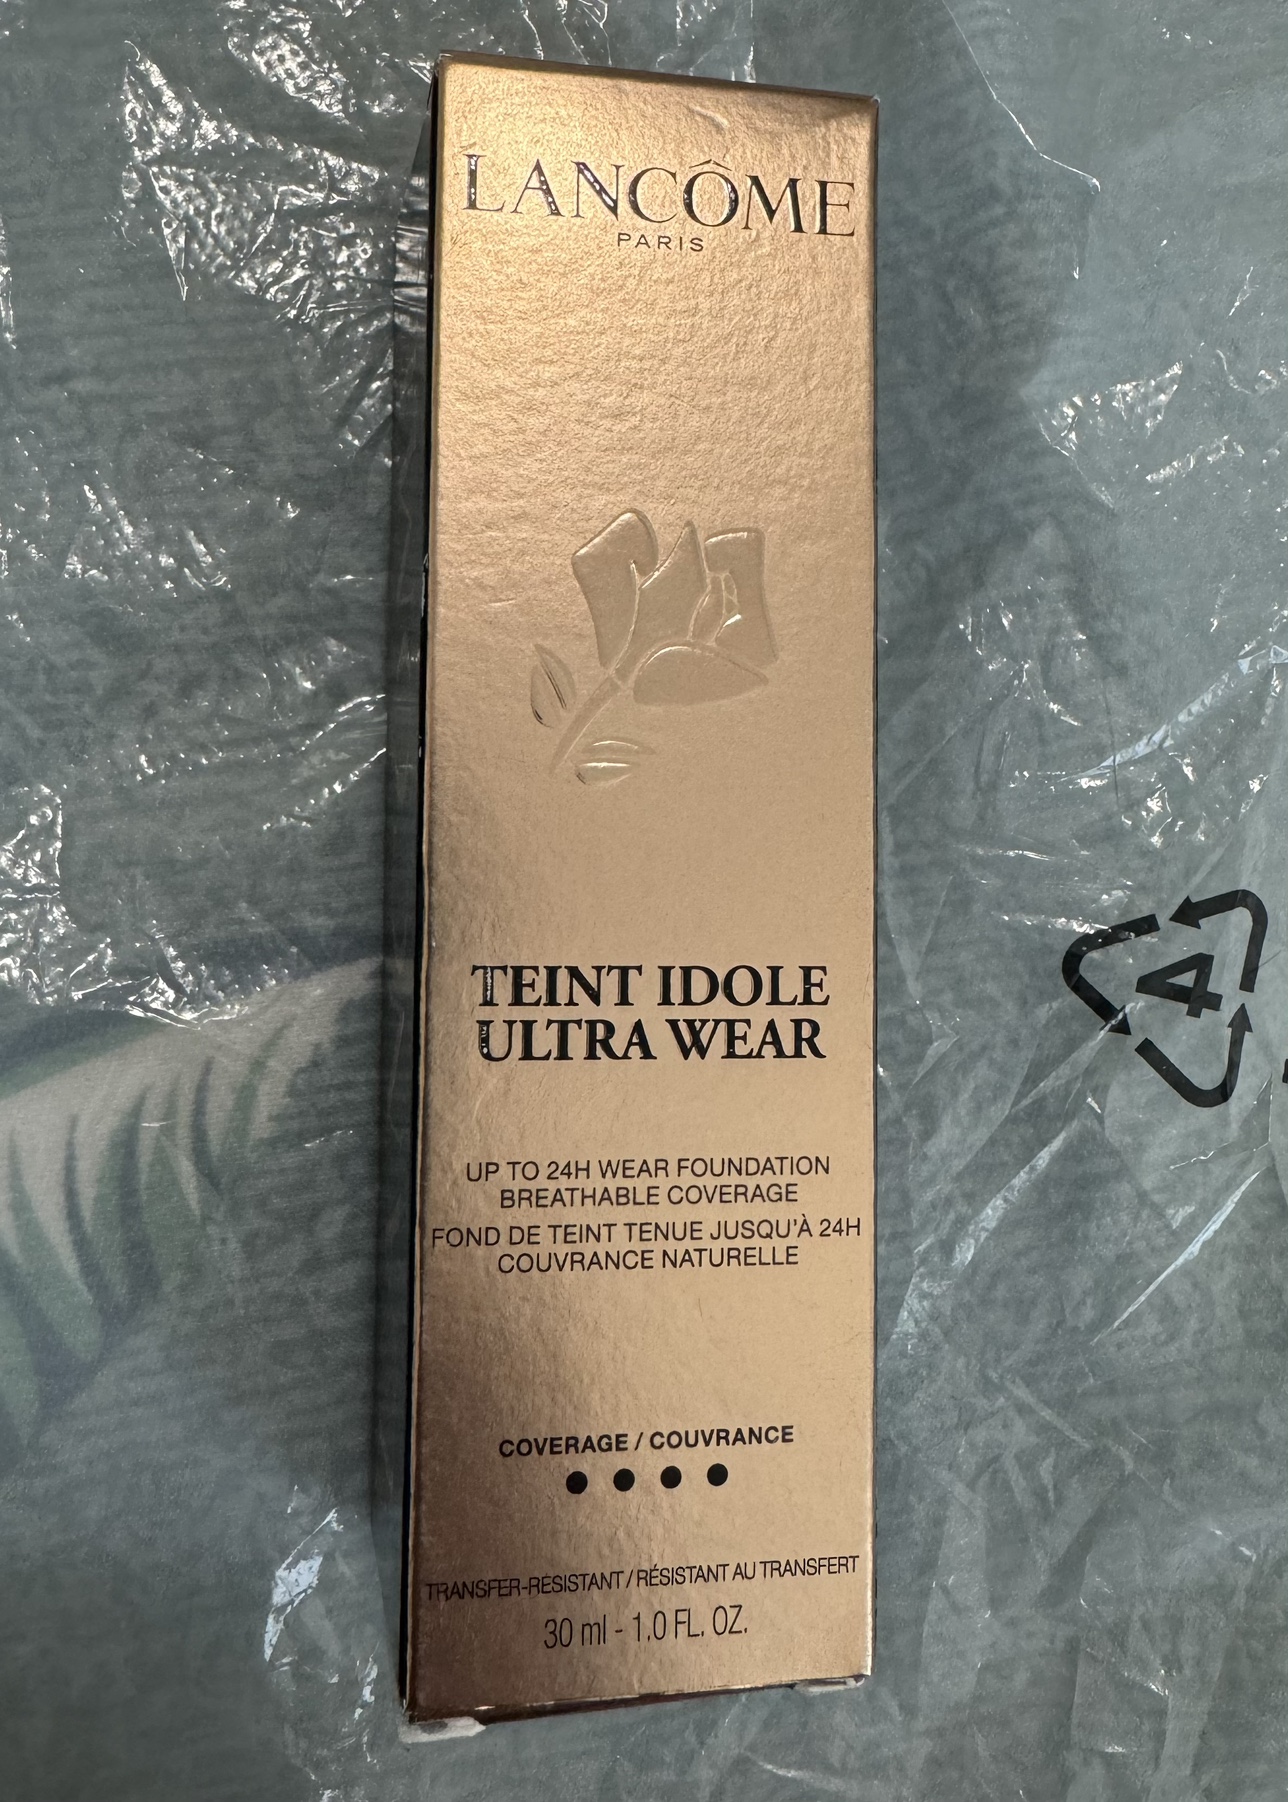 LANCÔME
PARIS
TEINT IDOLE
ULTRA WEAR
UP TO 24H WEAR FOUNDATION
BREATHABLE COVERAGE
FOND DE TEINT TENUE JUSQU'À 24H
COUVRANCE NATURELLE
COVERAGE / COUVRANCE
TRANSFER-RESISTANT / RÉSISTANT AU TRANSFERT
30 ml - 1.0 FL. OZ.
4